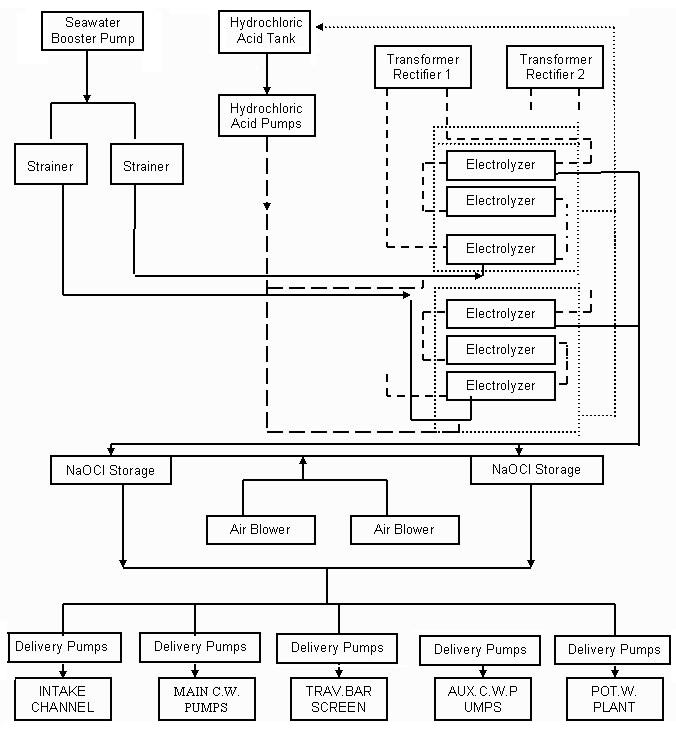 Seawater
Booster Pump
Hydrochloric
Acid Tank
Transformer
Rectifier 1
Transformer
Rectifier 2
Hydrochloric
Acid Pumps
Strainer
Strainer
Electrolyzer
Electrolyzer
Electrolyzer
Electrolyzer
Electrolyzer
Electrolyzer
NaOCl Storage
NaOCl Storage
Air Blower
Air Blower
Delivery Pumps
Delivery Pumps
Delivery Pumps
Delivery Pumps
Delivery Pumps
INTAKE
CHANNEL
MAIN C.W.
PUMPS
TRAV.BAR
SCREEN
AUX.C.W.P
UMPS
POT.W.
PLANT